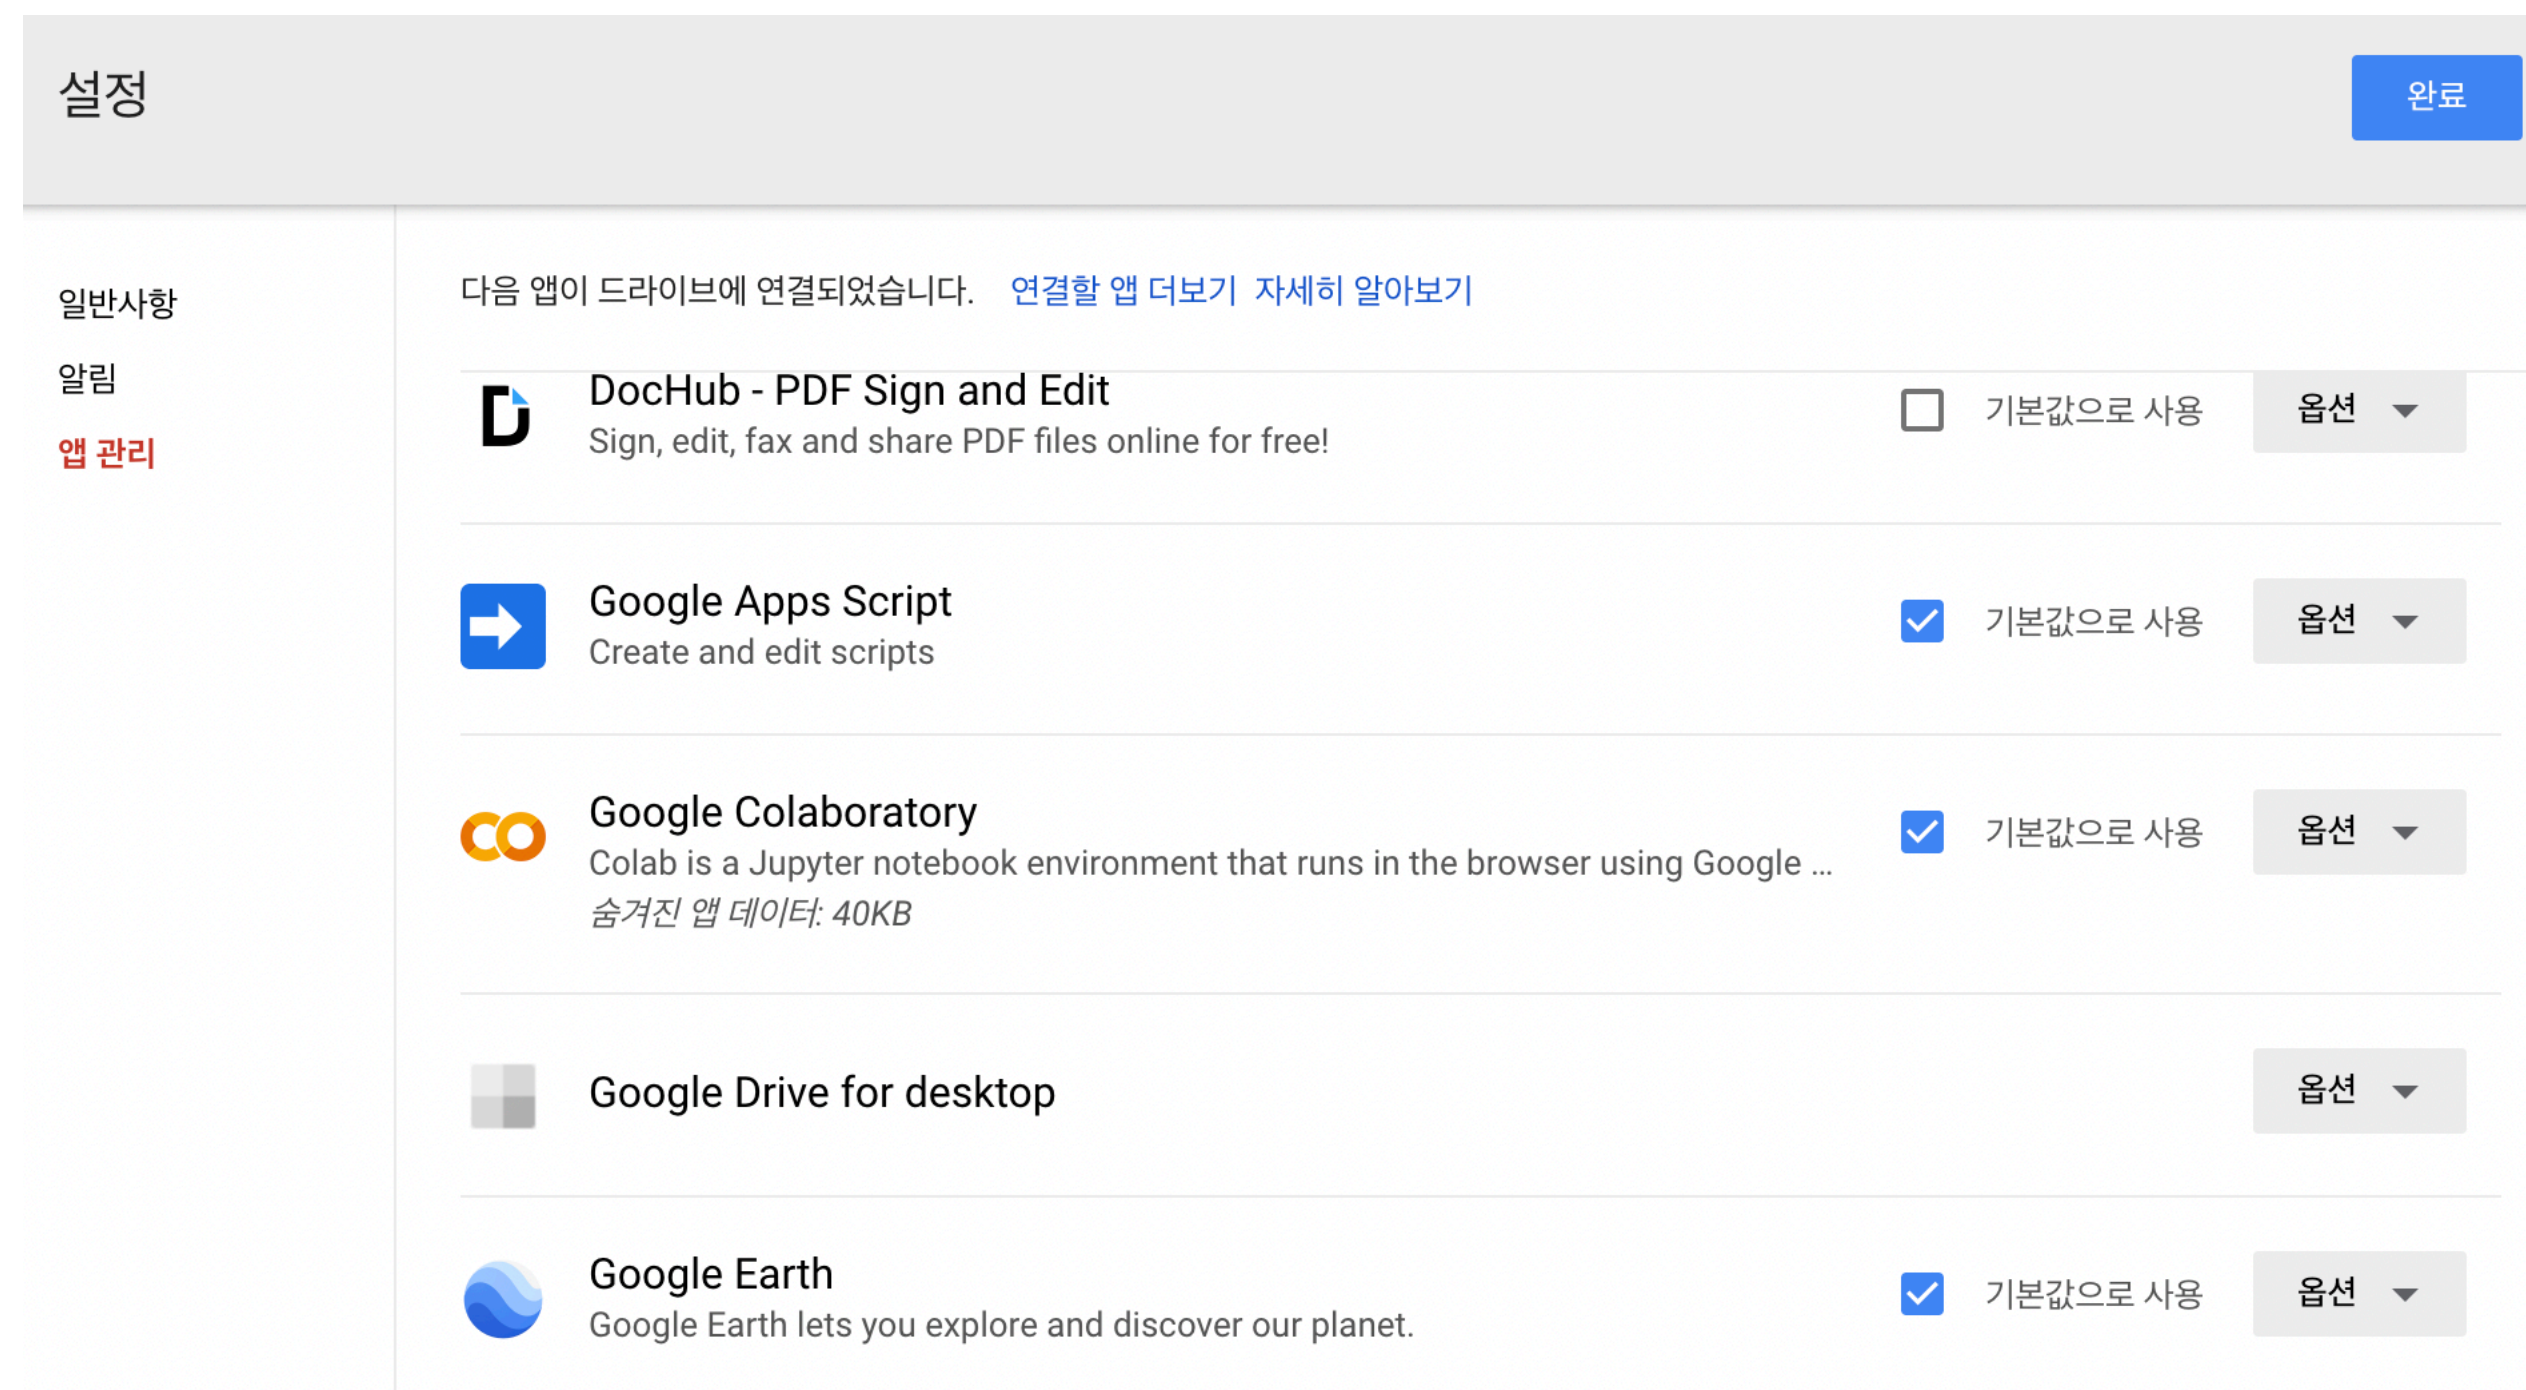 설정
완료
일반사항
알림
앱 관리
다음 앱이 드라이브에 연결되었습니다. 연결할 앱 더보기 자세히 알아보기
DocHub - PDF Sign and Edit
Sign, edit, fax and share PDF files online for free!
기본값으로 사용
옵션
Google Apps Script
Create and edit scripts
기본값으로 사용
옵션
Google Colaboratory
Colab is a Jupyter notebook environment that runs in the browser using Google ...
숨겨진 앱 데이터: 40KB
기본값으로 사용
옵션
Google Drive for desktop
옵션
Google Earth
Google Earth lets you explore and discover our planet.
기본값으로 사용
옵션